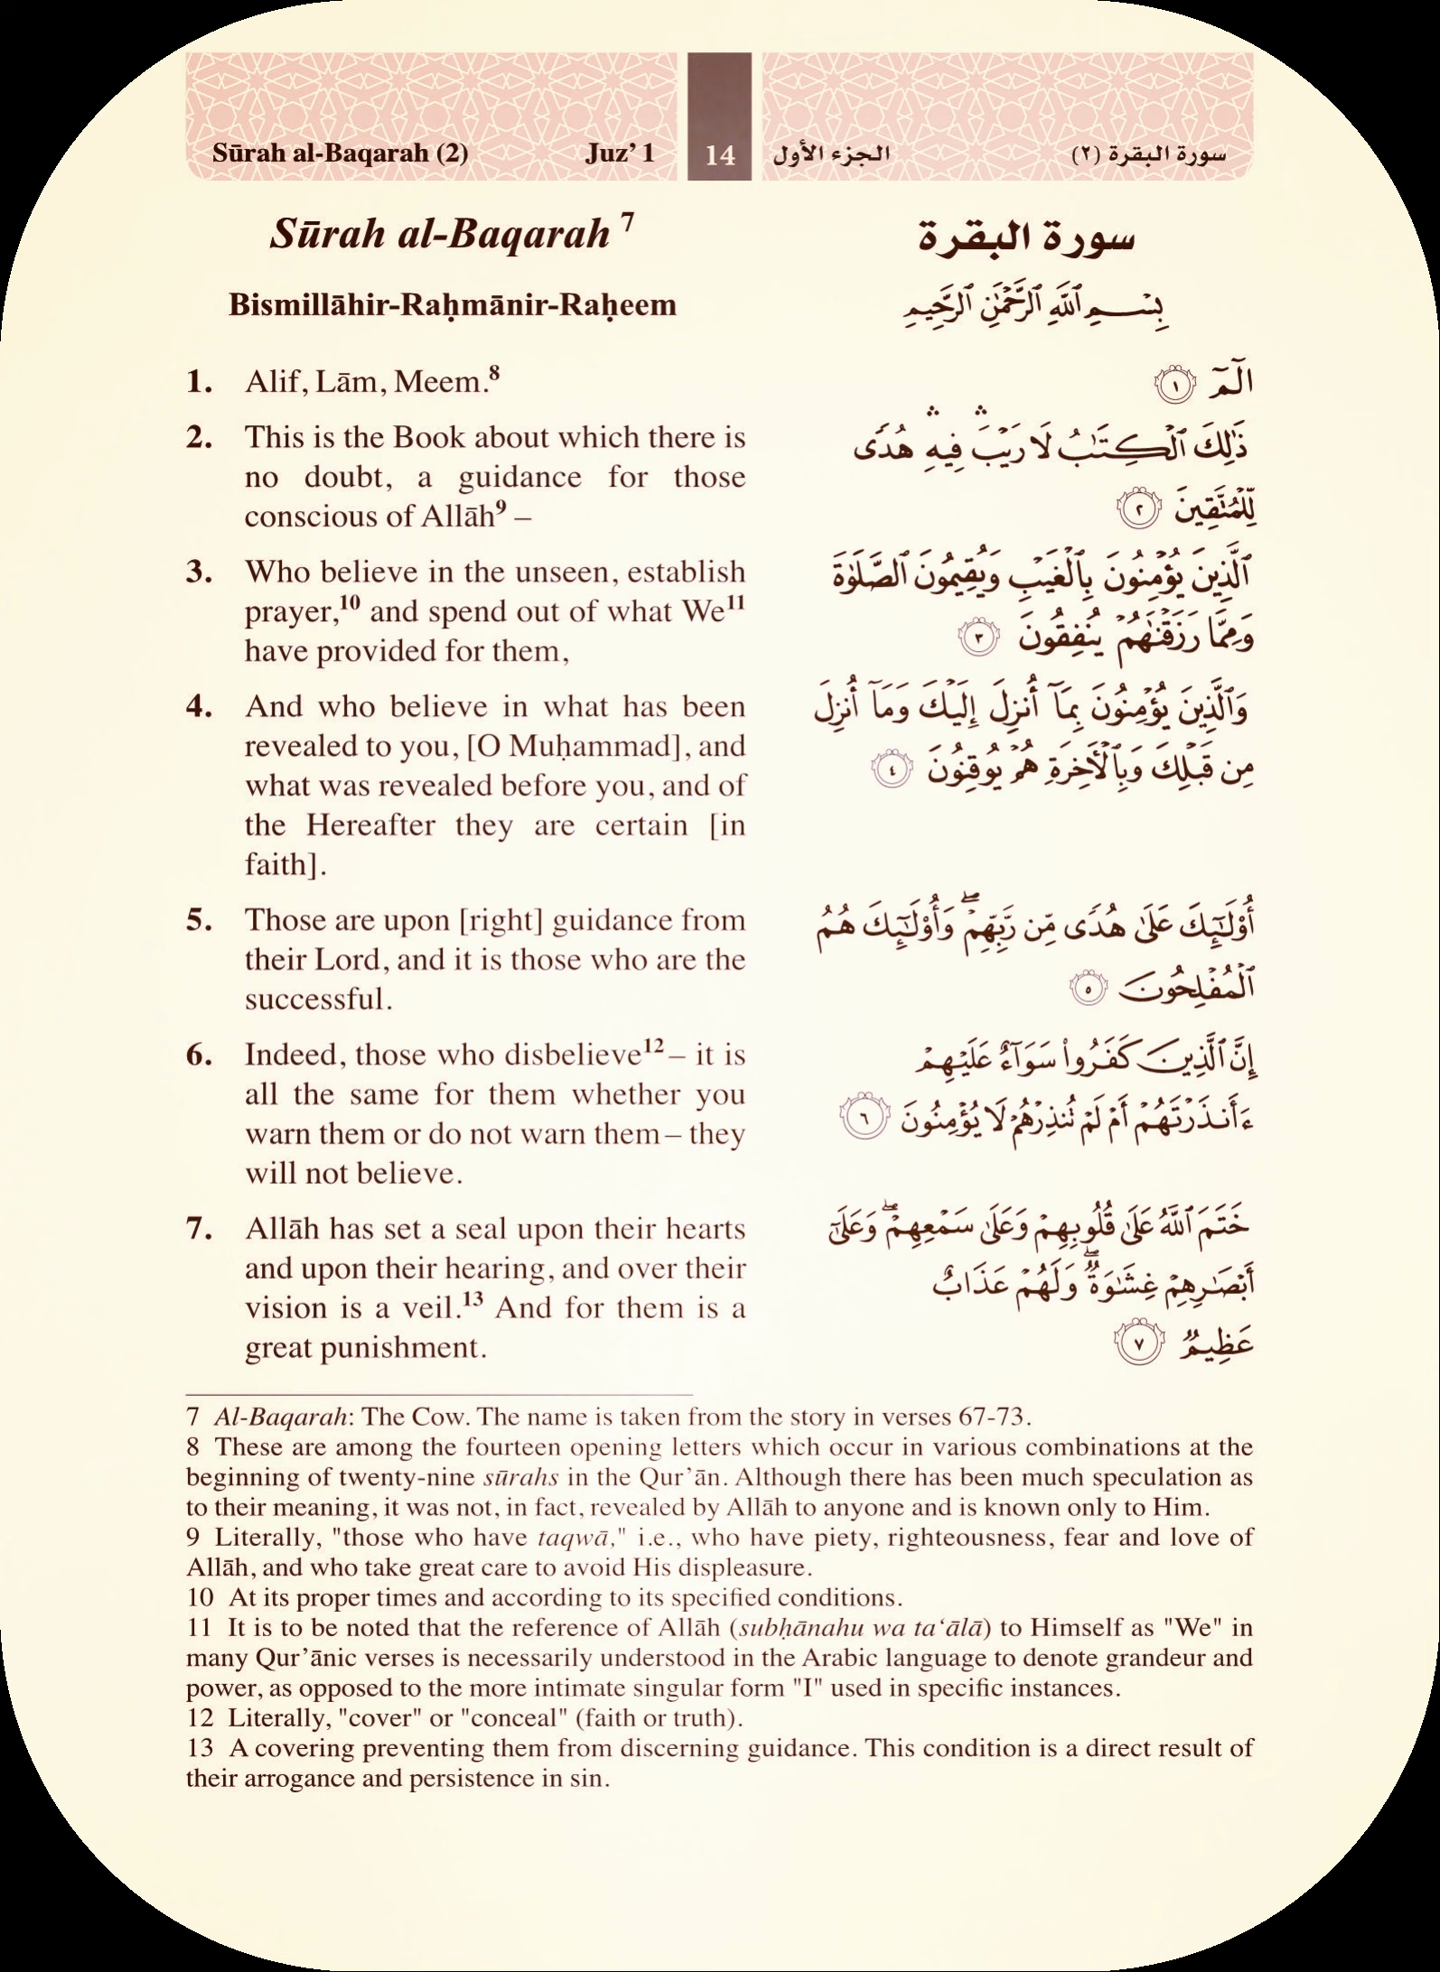 Sūrah al-Baqarah (2) Juz’ 1 14 الجزء الأول سورة البقرة (٢)
Sūrah al-Baqarah 7
Bismillāhir-Raḥmānir-Raḥeem
1. Alif, Lām, Meem.8
2. This is the Book about which there is
no doubt, a guidance for those
conscious of Allāh9 –
3. Who believe in the unseen, establish
prayer,10 and spend out of what We11
have provided for them,
4. And who believe in what has been
revealed to you, [O Muḥammad], and
what was revealed before you, and of
the Hereafter they are certain [in
faith].
5. Those are upon [right] guidance from
their Lord, and it is those who are the
successful.
6. Indeed, those who disbelieve12 – it is
all the same for them whether you
warn them or do not warn them – they
will not believe.
7. Allāh has set a seal upon their hearts
and upon their hearing, and over their
vision is a veil.13 And for them is a
great punishment.
سورة البقرة
بِسْمِ ٱللَّهِ ٱلرَّحْمَٰنِ ٱلرَّحِيمِ
الٓمٓ ١
ذَٰلِكَ ٱلْكِتَٰبُ لَا رَيْبَ ۛ فِيهِ ۛ هُدًى
لِّلْمُتَّقِينَ ٢
ٱلَّذِينَ يُؤْمِنُونَ بِٱلْغَيْبِ وَيُقِيمُونَ ٱلصَّلَوٰةَ
وَمِمَّا رَزَقْنَٰهُمْ يُنفِقُونَ ٣
وَٱلَّذِينَ يُؤْمِنُونَ بِمَآ أُنزِلَ إِلَيْكَ وَمَآ أُنزِلَ
مِن قَبْلِكَ وَبِٱلْأَخِرَةِ هُمْ يُوقِنُونَ ٤
أُو۟لَٰٓئِكَ عَلَىٰ هُدًى مِّن رَّبِّهِمْ ۖ وَأُو۟لَٰٓئِكَ هُمُ
ٱلْمُفْلِحُونَ ٥
إِنَّ ٱلَّذِينَ كَفَرُوا۟ سَوَآءٌ عَلَيْهِمْ
ءَأَنذَرْتَهُمْ أَمْ لَمْ تُنذِرْهُمْ لَا يُؤْمِنُونَ ٦
خَتَمَ ٱللَّهُ عَلَىٰ قُلُوبِهِمْ وَعَلَىٰ سَمْعِهِمْ ۖ وَعَلَىٰٓ
أَبْصَٰرِهِمْ غِشَٰوَةٌ ۖ وَلَهُمْ عَذَابٌ
عَظِيمٌ ٧
7 Al-Baqarah: The Cow. The name is taken from the story in verses 67-73.
8 These are among the fourteen opening letters which occur in various combinations at the
beginning of twenty-nine sūrahs in the Qur’ān. Although there has been much speculation as
to their meaning, it was not, in fact, revealed by Allāh to anyone and is known only to Him.
9 Literally, "those who have taqwā," i.e., who have piety, righteousness, fear and love of
Allāh, and who take great care to avoid His displeasure.
10 At its proper times and according to its specified conditions.
11 It is to be noted that the reference of Allāh (subḥānahu wa ta‘ālā) to Himself as "We" in
many Qur’ānic verses is necessarily understood in the Arabic language to denote grandeur and
power, as opposed to the more intimate singular form "I" used in specific instances.
12 Literally, "cover" or "conceal" (faith or truth).
13 A covering preventing them from discerning guidance. This condition is a direct result of
their arrogance and persistence in sin.